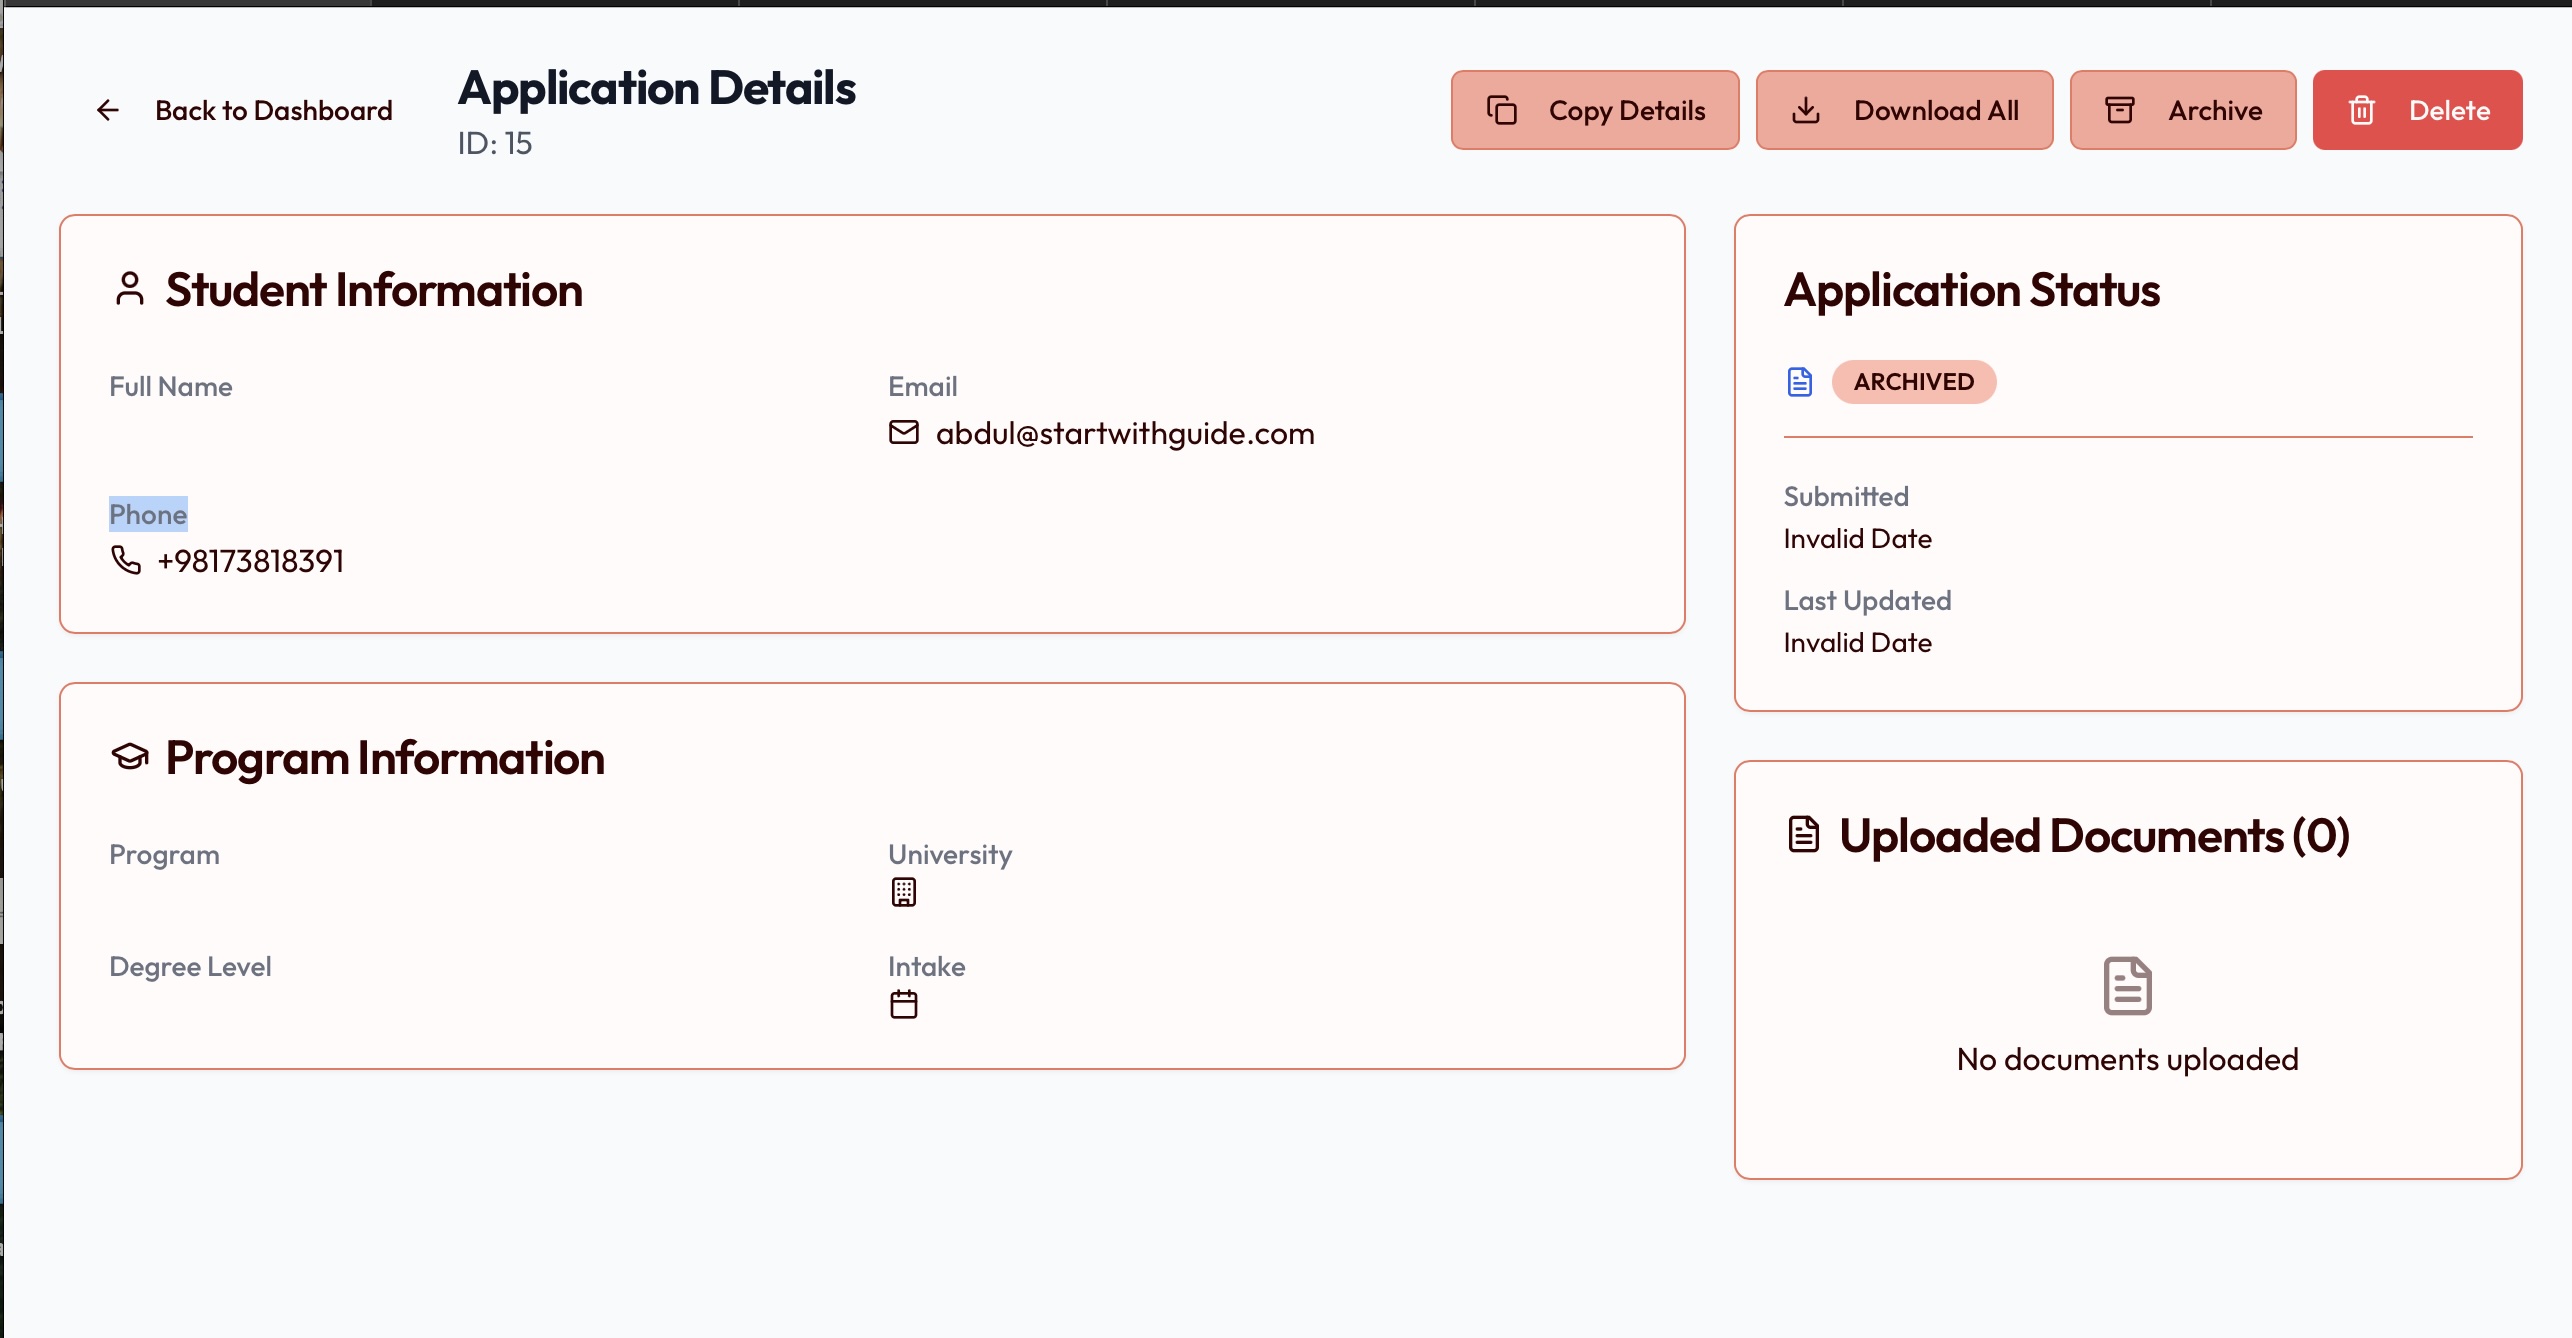 Back to Dashboard
Application Details
ID: 15
Copy Details
Download All
Archive
Delete
Student Information
Full Name
Email
abdul@startwithguide.com
Phone
+98173818391
Program Information
Program
University
Degree Level
Intake
Application Status
ARCHIVED
Submitted
Invalid Date
Last Updated
Invalid Date
Uploaded Documents (0)
No documents uploaded